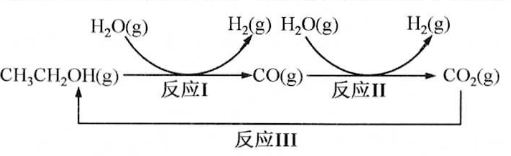 H₂O(g) H₂(g) H₂O(g) H₂(g)
CH₃CH₂OH(g) CO(g) CO₂(g)
反应I 反应II
反应III